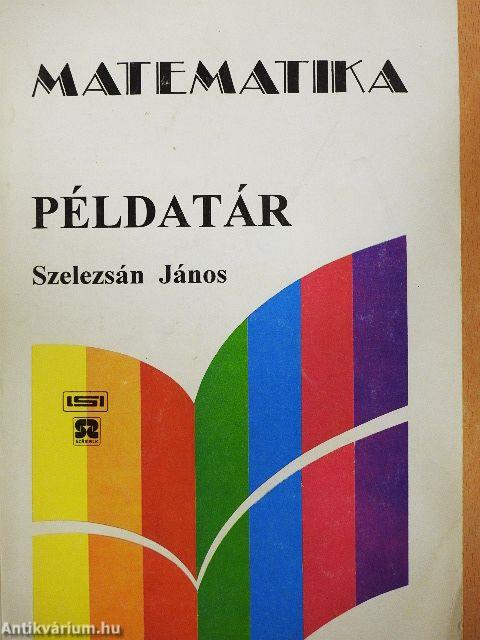 MATEMATIKA
PÉLDATÁR
Szelezsán János
LSI
SZÁMALK
Antikvárium.hu